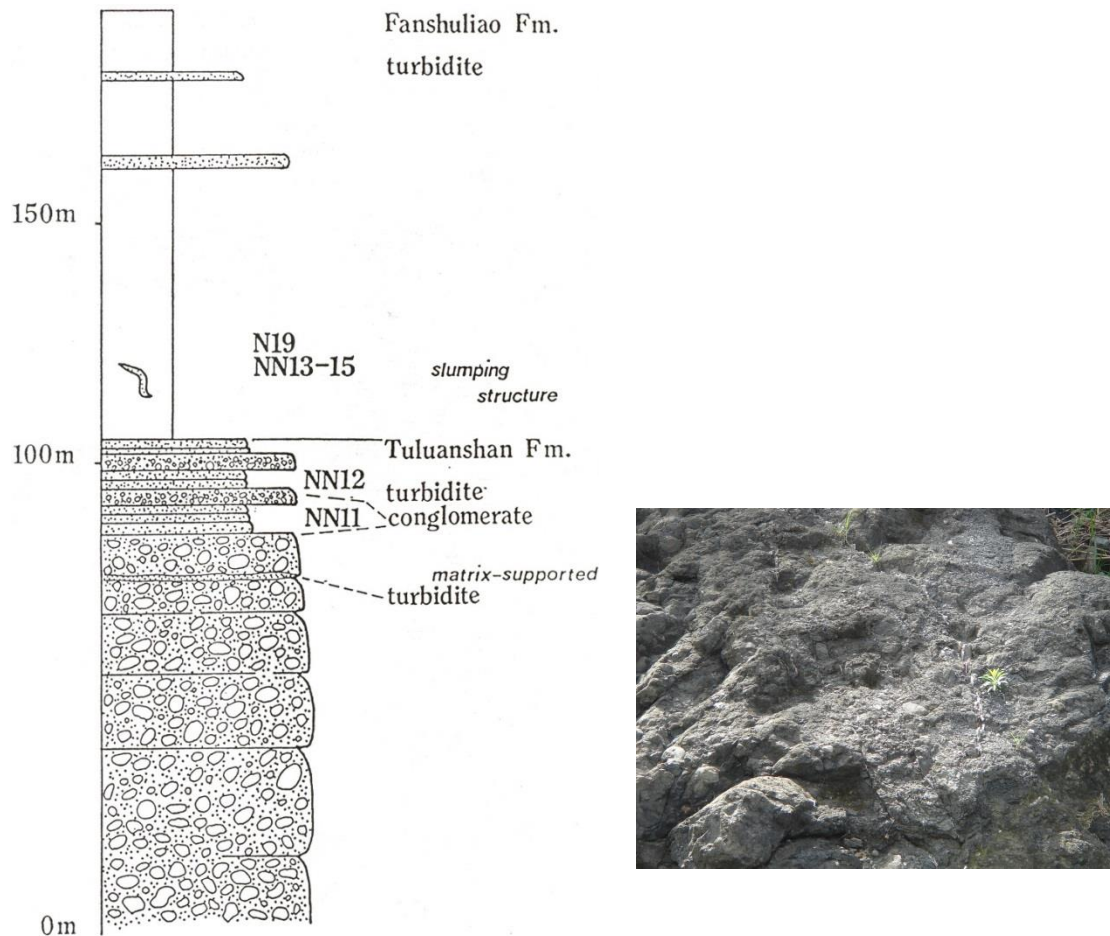 Fanshuliao Fm.
turbidite
150m
N19
NN13-15
slumping
structure
Tuluanshan Fm.
100m
NN12
turbidite
conglomerate
NN11
matrix-supported
turbidite
0m